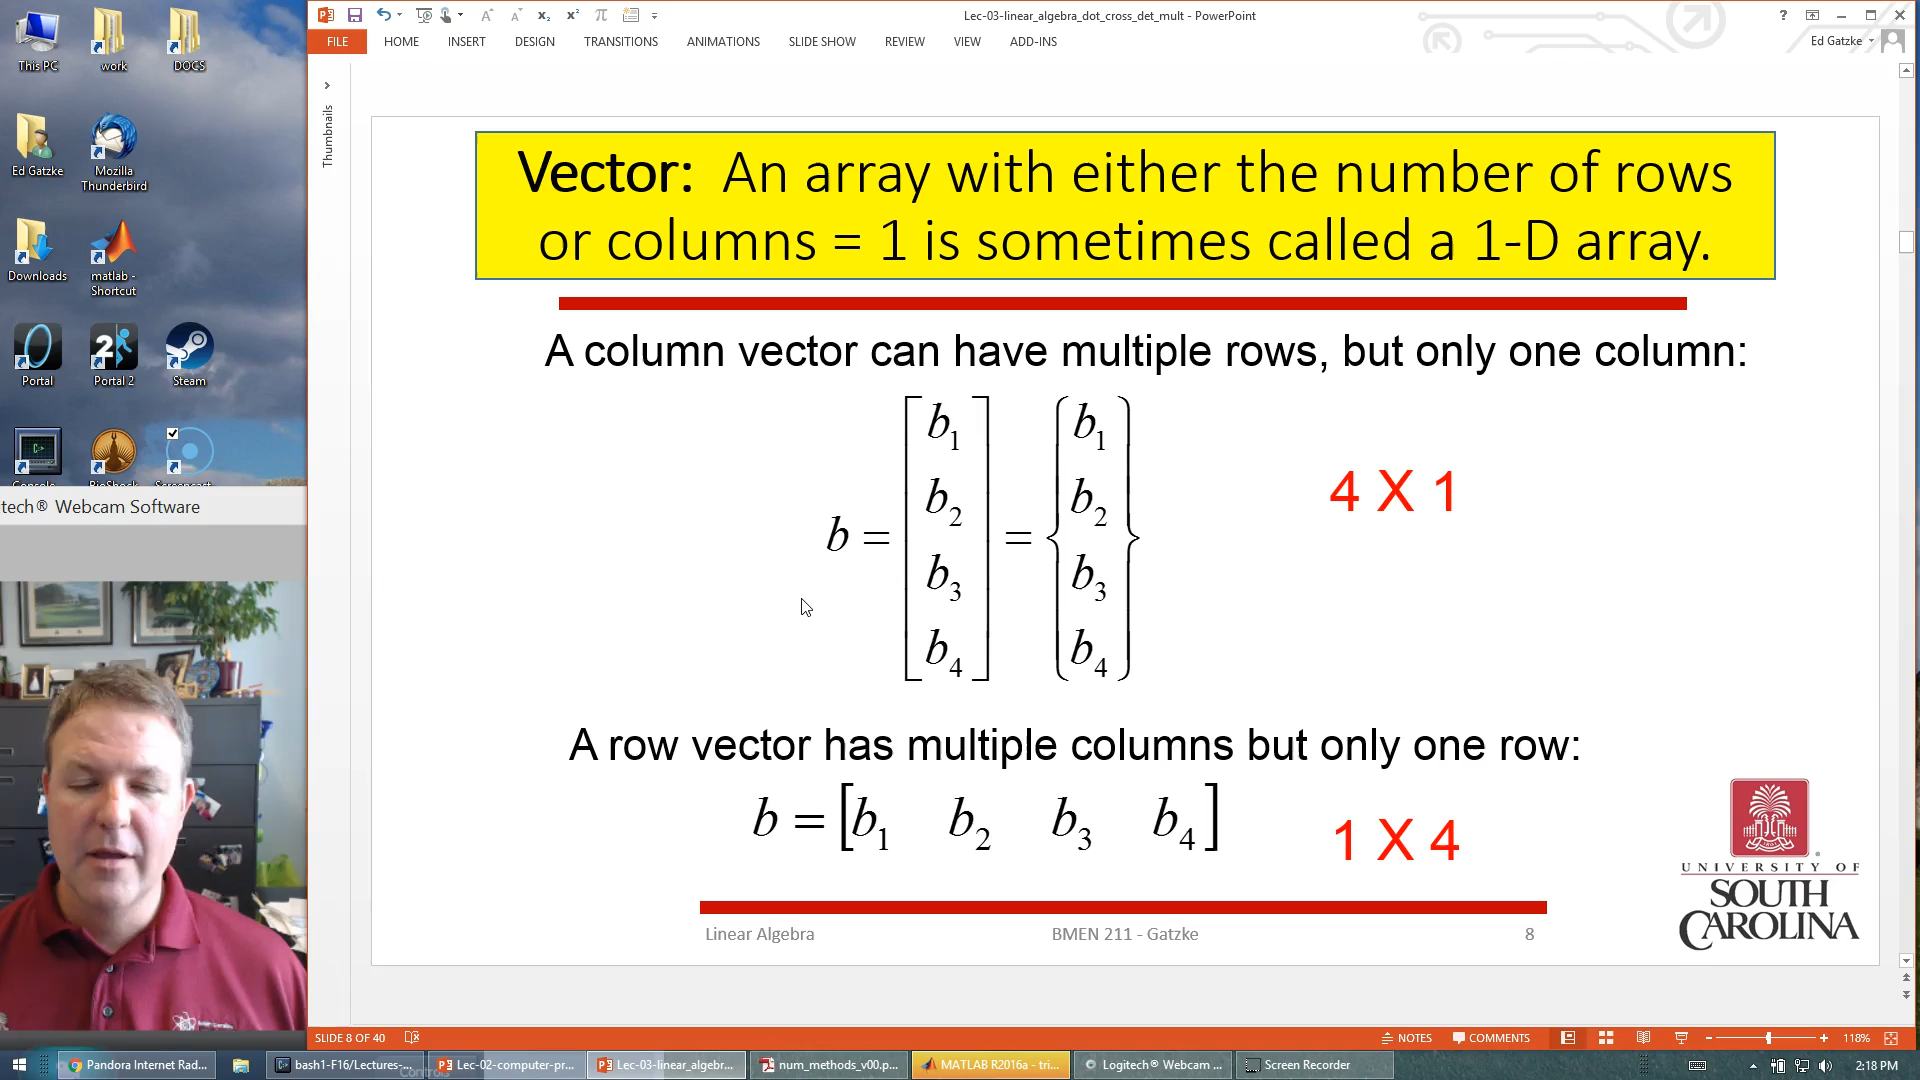 This PC
work
DOCS
Ed Gatzke
Mozilla
Thunderbird
Downloads
matlab -
Shortcut
Portal
Portal 2
Steam
Console
BioShock
Screencast
tech® Webcam Software
Lec-03-linear_algebra_dot_cross_det_mult - PowerPoint
FILE HOME INSERT DESIGN TRANSITIONS ANIMATIONS SLIDE SHOW REVIEW VIEW ADD-INS
Ed Gatzke
Thumbnails
Vector: An array with either the number of rows
or columns = 1 is sometimes called a 1-D array.
A column vector can have multiple rows, but only one column:
b = [b1 b2 b3 b4] = {b1 b2 b3 b4}
4 X 1
A row vector has multiple columns but only one row:
b = [b1 b2 b3 b4]
1 X 4
UNIVERSITY OF
SOUTH
CAROLINA
Linear Algebra BMEN 211 - Gatzke 8
SLIDE 8 OF 40
NOTES COMMENTS 118%
Pandora Internet Rad... bash1-F16/Lectures-... Lec-02-computer-pr... Lec-03-linear_algebr... num_methods_v00.p... MATLAB R2016a - tri... Logitech® Webcam ... Screen Recorder
2:18 PM